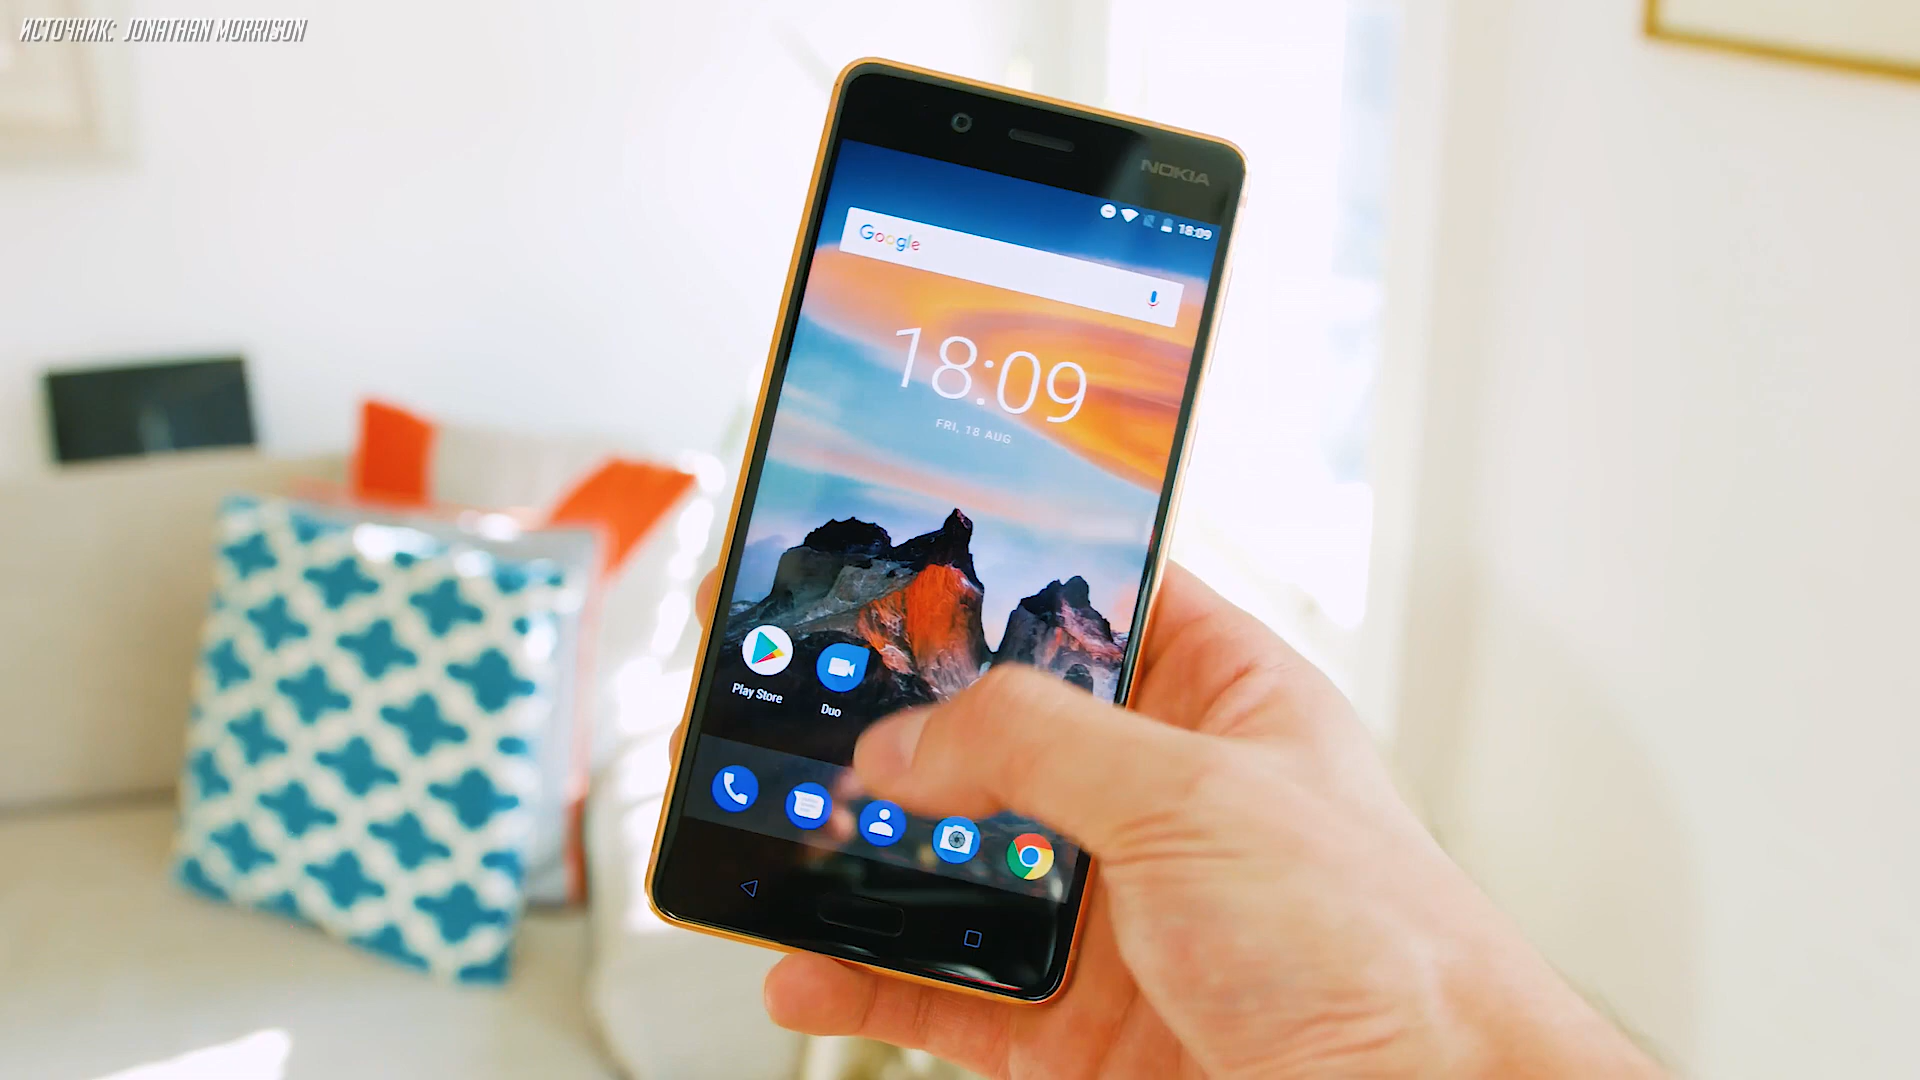 ИСТОЧНИК: JONATHAN MORRISON
NOKIA
18:09
Google
18:09
FRI, 18 AUG
Play Store
Duo